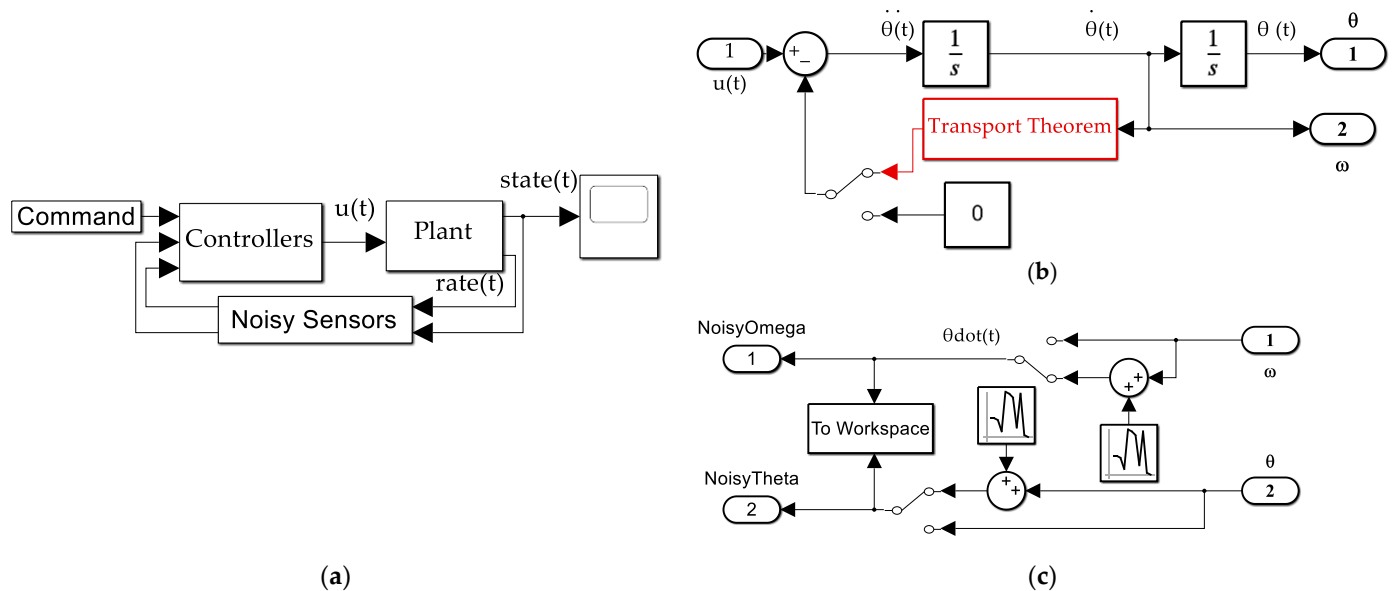 Command
Controllers
u(t)
Plant
state(t)
rate(t)
Noisy Sensors
(a)
1
u(t)
+
−
θ̈(t)
1
s
θ̇(t)
1
s
θ (t)
θ
1
Transport Theorem
2
ω
0
(b)
NoisyOmega
1
θdot(t)
+
+
1
ω
To Workspace
NoisyTheta
2
+
+
θ
2
(c)